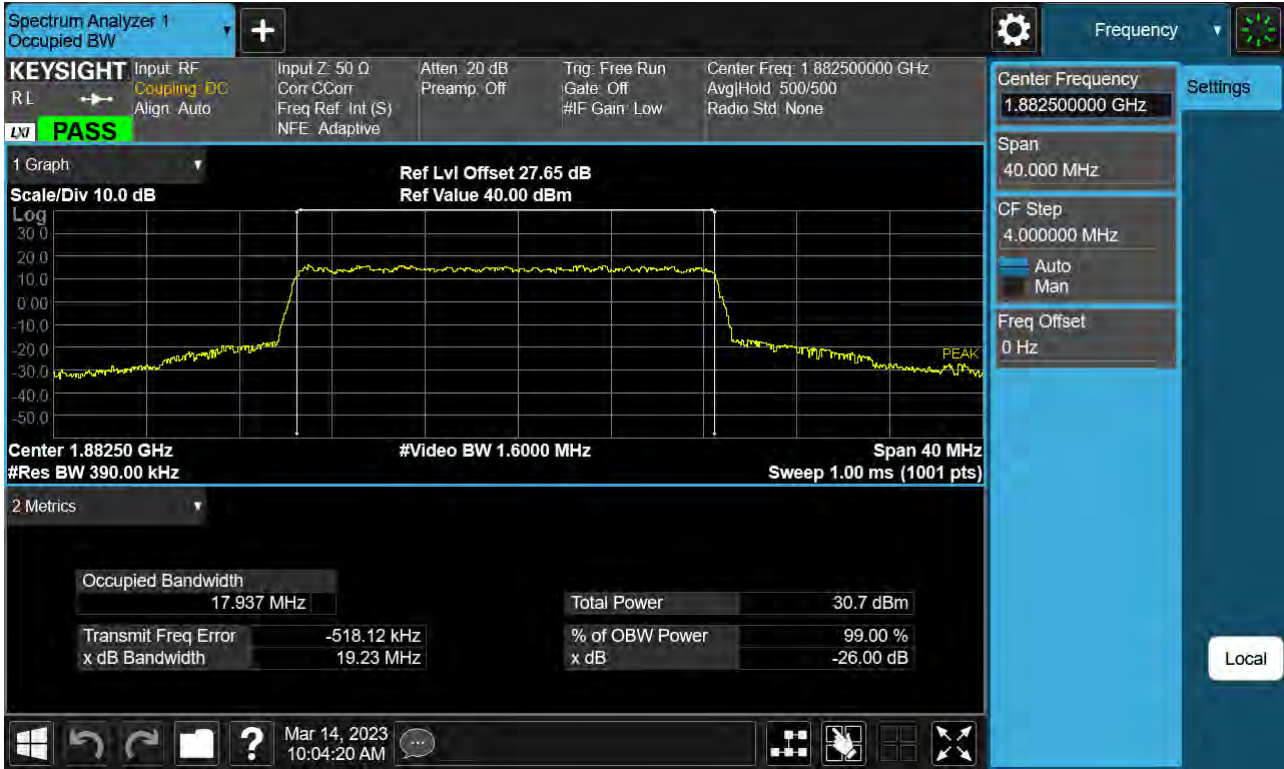 Spectrum Analyzer 1
Occupied BW
Frequency
KEYSIGHT
R L
LXI
PASS
Input: RF
Coupling: DC
Align: Auto
Input Z: 50 Ω
Corr CCorr
Freq Ref: Int (S)
NFE: Adaptive
Atten: 20 dB
Preamp: Off
Trig: Free Run
Gate: Off
#IF Gain: Low
Center Freq: 1.882500000 GHz
Avg|Hold: 500/500
Radio Std: None
1 Graph
Scale/Div 10.0 dB
Ref Lvl Offset 27.65 dB
Ref Value 40.00 dBm
Log
30.0
20.0
10.0
0.00
-10.0
-20.0
-30.0
-40.0
-50.0
PEAK
Center 1.88250 GHz
#Video BW 1.6000 MHz
Span 40 MHz
#Res BW 390.00 kHz
Sweep 1.00 ms (1001 pts)
2 Metrics
Occupied Bandwidth
17.937 MHz
Transmit Freq Error -518.12 kHz
x dB Bandwidth 19.23 MHz
Total Power 30.7 dBm
% of OBW Power 99.00 %
x dB -26.00 dB
Center Frequency
1.882500000 GHz
Span
40.000 MHz
CF Step
4.000000 MHz
Auto
Man
Freq Offset
0 Hz
Settings
Local
?
Mar 14, 2023
10:04:20 AM